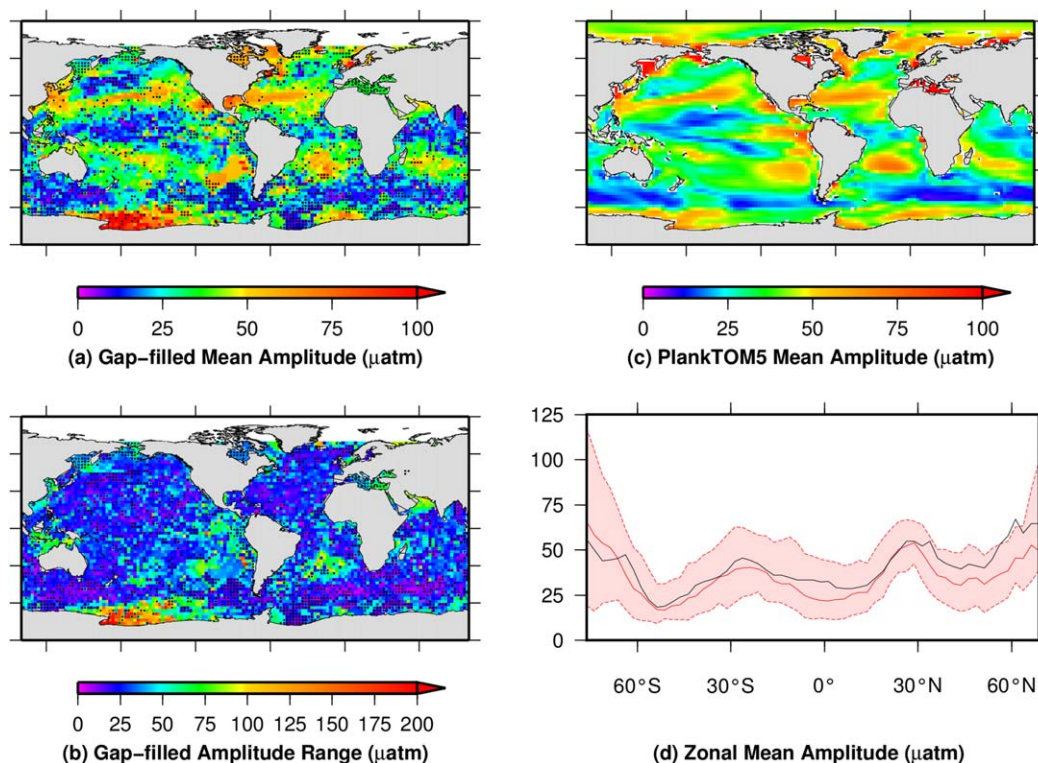 0 25 50 75 100
(a) Gap-filled Mean Amplitude (μatm)
0 25 50 75 100
(c) PlankTOM5 Mean Amplitude (μatm)
0 25 50 75 100 125 150 175 200
(b) Gap-filled Amplitude Range (μatm)
125
100
75
50
25
0
60°S 30°S 0° 30°N 60°N
(d) Zonal Mean Amplitude (μatm)